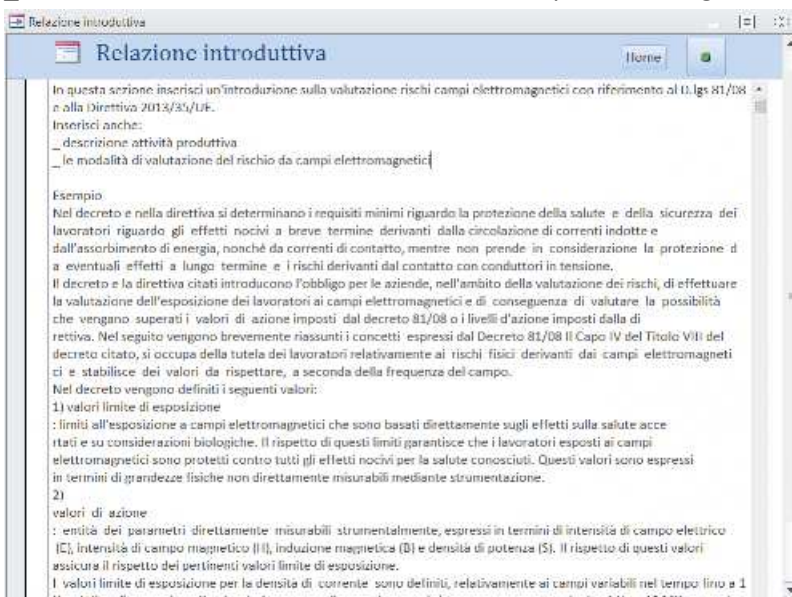 Relazione introduttiva
Relazione introduttiva
Home
In questa sezione inserisci un'introduzione sulla valutazione rischi campi elettromagnetici con riferimento al D.lgs 81/08
e alla Direttiva 2013/35/UE.
Inserisci anche:
_ descrizione attività produttiva
_ le modalità di valutazione del rischio da campi elettromagnetici
Esempio
Nel decreto e nella direttiva si determinano i requisiti minimi riguardo la protezione della salute e della sicurezza dei
lavoratori riguardo gli effetti nocivi a breve termine derivanti dalla circolazione di correnti indotte e
dall'assorbimento di energia, nonché da correnti di contatto, mentre non prende in considerazione la protezione d
a eventuali effetti a lungo termine e i rischi derivanti dal contatto con conduttori in tensione.
Il decreto e la direttiva citati introducono l'obbligo per le aziende, nell'ambito della valutazione dei rischi, di effettuare
la valutazione dell'esposizione dei lavoratori ai campi elettromagnetici e di conseguenza di valutare la possibilità
che vengano superati i valori di azione imposti dal decreto 81/08 o i livelli d'azione imposti dalla di
rettiva. Nel seguito vengono brevemente riassunti i concetti espressi dal Decreto 81/08 Il Capo IV del Titolo VIII del
decreto citato, si occupa della tutela dei lavoratori relativamente ai rischi fisici derivanti dai campi elettromagneti
ci e stabilisce dei valori da rispettare, a seconda della frequenza del campo.
Nel decreto vengono definiti i seguenti valori:
1) valori limite di esposizione
: limiti all'esposizione a campi elettromagnetici che sono basati direttamente sugli effetti sulla salute acce
rtati e su considerazioni biologiche. Il rispetto di questi limiti garantisce che i lavoratori esposti ai campi
elettromagnetici sono protetti contro tutti gli effetti nocivi per la salute conosciuti. Questi valori sono espressi
in termini di grandezze fisiche non direttamente misurabili mediante strumentazione.
2)
valori di azione
: entità dei parametri direttamente misurabili strumentalmente, espressi in termini di intensità di campo elettrico
(E), intensità di campo magnetico (H), induzione magnetica (B) e densità di potenza (S). Il rispetto di questi valori
assicura il rispetto dei pertinenti valori limite di esposizione.
I valori limite di esposizione per la densità di corrente sono definiti, relativamente ai campi variabili nel tempo fino a 1